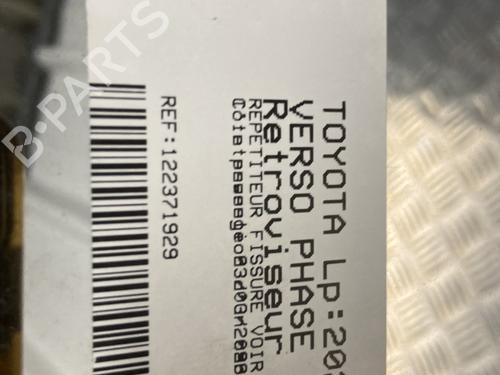 TOYOTA Lp:20
VERSO PHASE
Retroviseur
REPETITEUR FISSURE VOIR
REF:122371929
B-PARTS